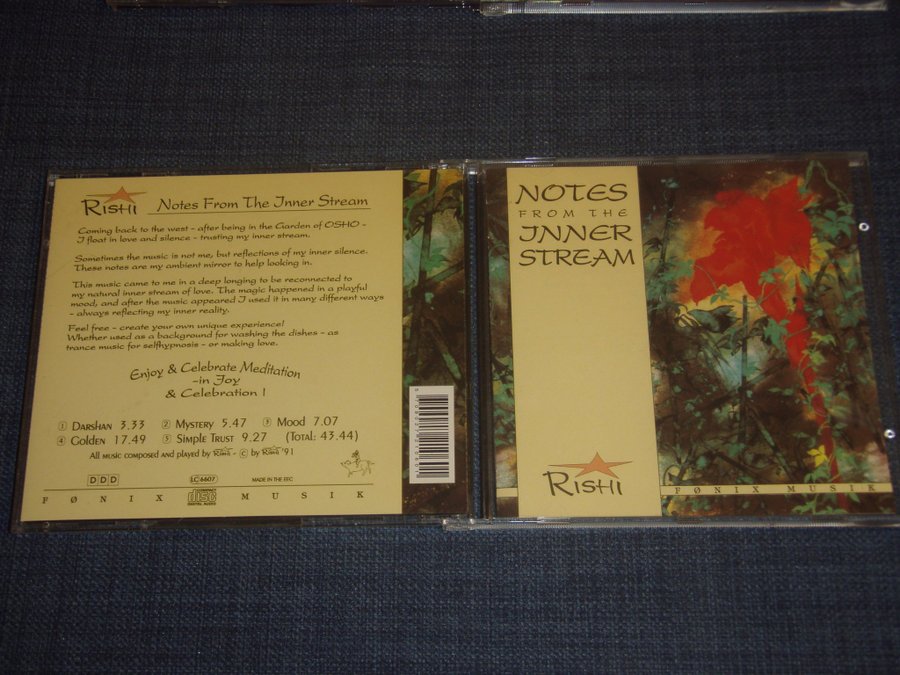 RISHI Notes From The Inner Stream
Coming back to the west - after being in the Garden of OSHO -
I float in love and silence - trusting my inner stream.
Sometimes the music is not me, but reflections of my inner silence.
These notes are my ambient mirror to help looking in.
This music came to me in a deep longing to be reconnected to
my natural inner stream of love. The magic happened in a playful
mood, and after the music appeared I used it in many different ways
- always reflecting my inner reality.
Feel free - create your own unique experience!
Whether used as a background for washing the dishes - as
trance music for selfhypnosis - or making love.
Enjoy & Celebrate Meditation
-in Joy
& Celebration !
1 DARSHAN 3.33 2 MYSTERY 5.47 3 MOOD 7.07
4 GOLDEN 17.49 5 SIMPLE TRUST 9.27 (TOTAL: 43.44)
All music composed and played by RISHI - © by RISHI '91
DDD LC 6607 COMPACT disc DIGITAL AUDIO MADE IN THE EEC
FØNIX MUSIK
NOTES
FROM THE
INNER
STREAM
RISHI
FØNIX MUSIK